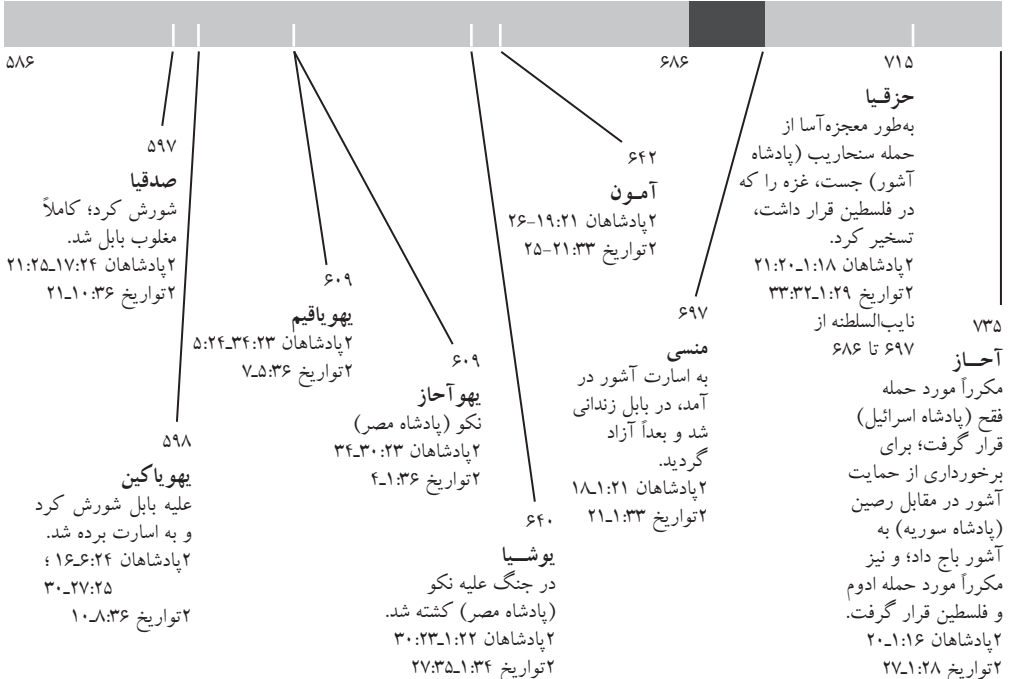 ۷۳۵
آحـــاز
مکرراً مورد حمله
فقح (پادشاه اسرائیل)
قرار گرفت؛ برای
برخورداری از حمایت
آشور در مقابل رصین
(پادشاه سوریه) به
آشور باج داد؛ و نیز
مکرراً مورد حمله ادوم
و فلسطین قرار گرفت.
۲پادشاهان ۱:۱۶ـ۲۰
۲تواریخ ۱:۲۸ـ۲۷
۷۱۵
حزقـیا
به‌طور معجزه‌آسا از
حمله سنحاریب (پادشاه
آشور) جست، غزه را که
در فلسطین قرار داشت،
تسخیر کرد.
۲پادشاهان ۱:۱۸ـ۲۱:۲۰
۲تواریخ ۱:۲۹ـ۳۳:۳۲
نایب‌السلطنه از
۶۹۷ تا ۶۸۶
۶۸۶
۶۹۷
منسی
به اسارت آشور در
آمد، در بابل زندانی
شد و بعداً آزاد
گردید.
۲پادشاهان ۱:۲۱ـ۱۸
۲تواریخ ۱:۳۳ـ۲۱
۶۴۲
آمـون
۲پادشاهان ۱۹:۲۱–۲۶
۲تواریخ ۲۱:۳۳–۲۵
۶۴۰
یوشـــیا
در جنگ علیه نکو
(پادشاه مصر) کشته شد.
۲پادشاهان ۱:۲۲ـ۳۰:۲۳
۲تواریخ ۱:۳۴ـ۲۷:۳۵
۶۰۹
یهوآحاز
نکو (پادشاه مصر)
۲پادشاهان ۳۰:۲۳ـ۳۴
۲تواریخ ۱:۳۶ـ۴
۶۰۹
یهویاقیم
۲پادشاهان ۳۴:۲۳ـ۵:۲۴
۲تواریخ ۵:۳۶ـ۷
۵۹۸
یهویاکین
علیه بابل شورش کرد
و به اسارت برده شد.
۲پادشاهان ۶:۲۴ـ۱۶ ؛
۲۷:۲۵ـ۳۰
۲تواریخ ۸:۳۶ـ۱۰
۵۹۷
صدقیا
شورش کرد؛ کاملاً
مغلوب بابل شد.
۲پادشاهان ۱۷:۲۴ـ۲۱:۲۵
۲تواریخ ۱۰:۳۶ـ۲۱
۵۸۶